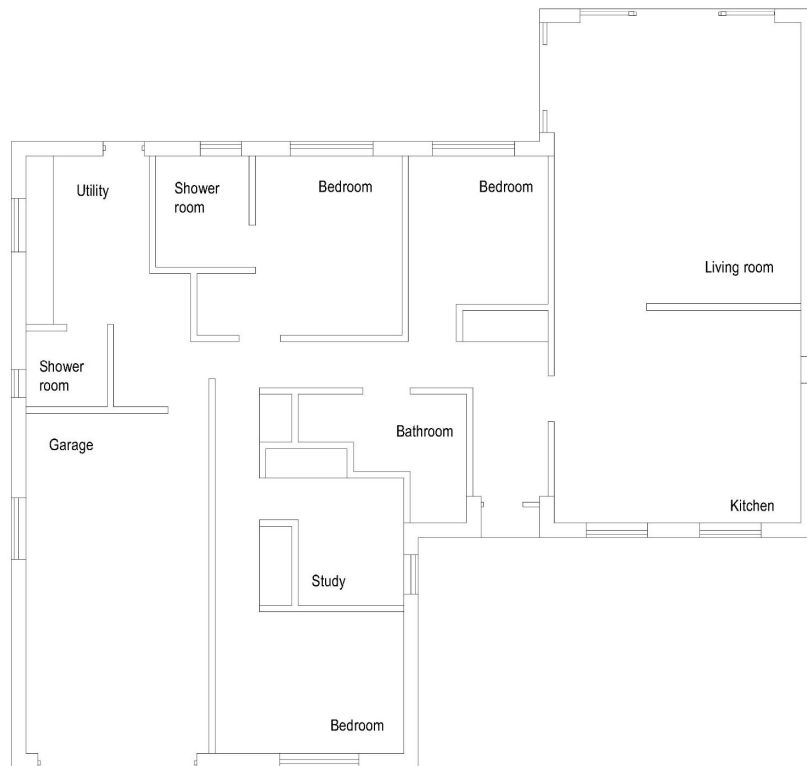 Utility
Shower
room
Bedroom
Bedroom
Living room
Shower
room
Bathroom
Garage
Kitchen
Study
Bedroom